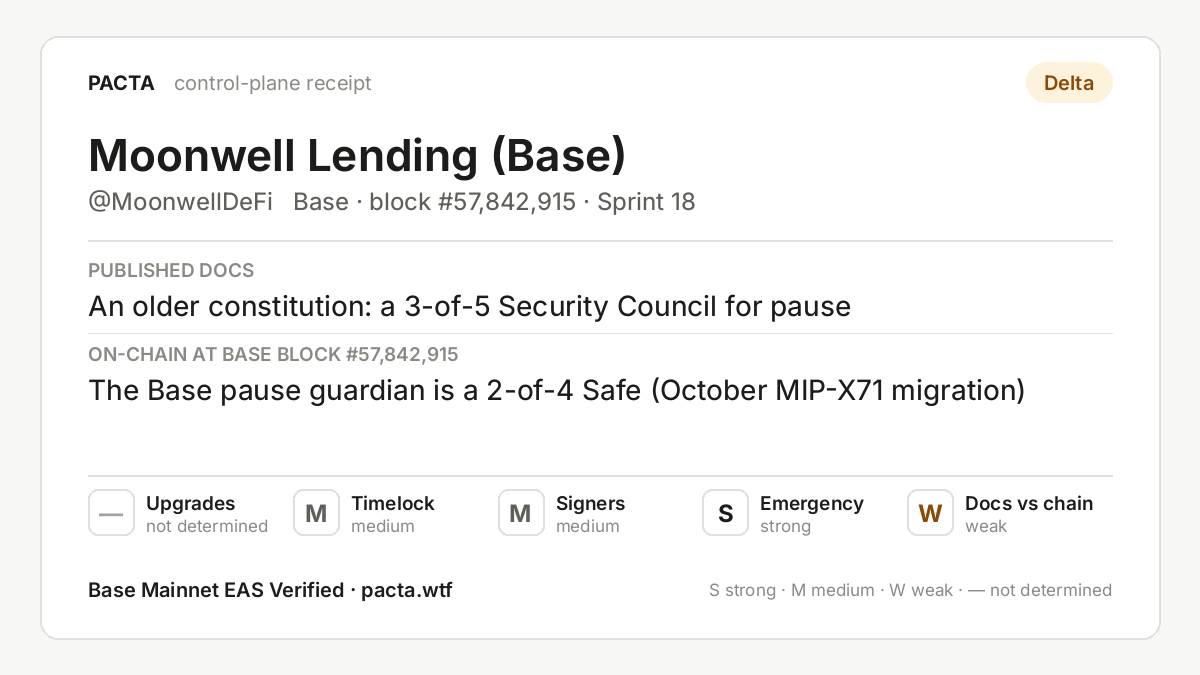 PACTA control-plane receipt Delta
Moonwell Lending (Base)
@MoonwellDeFi Base · block #57,842,915 · Sprint 18
PUBLISHED DOCS
An older constitution: a 3-of-5 Security Council for pause
ON-CHAIN AT BASE BLOCK #57,842,915
The Base pause guardian is a 2-of-4 Safe (October MIP-X71 migration)
— Upgrades M Timelock M Signers S Emergency W Docs vs chain
not determined medium medium strong weak
Base Mainnet EAS Verified · pacta.wtf S strong · M medium · W weak · — not determined